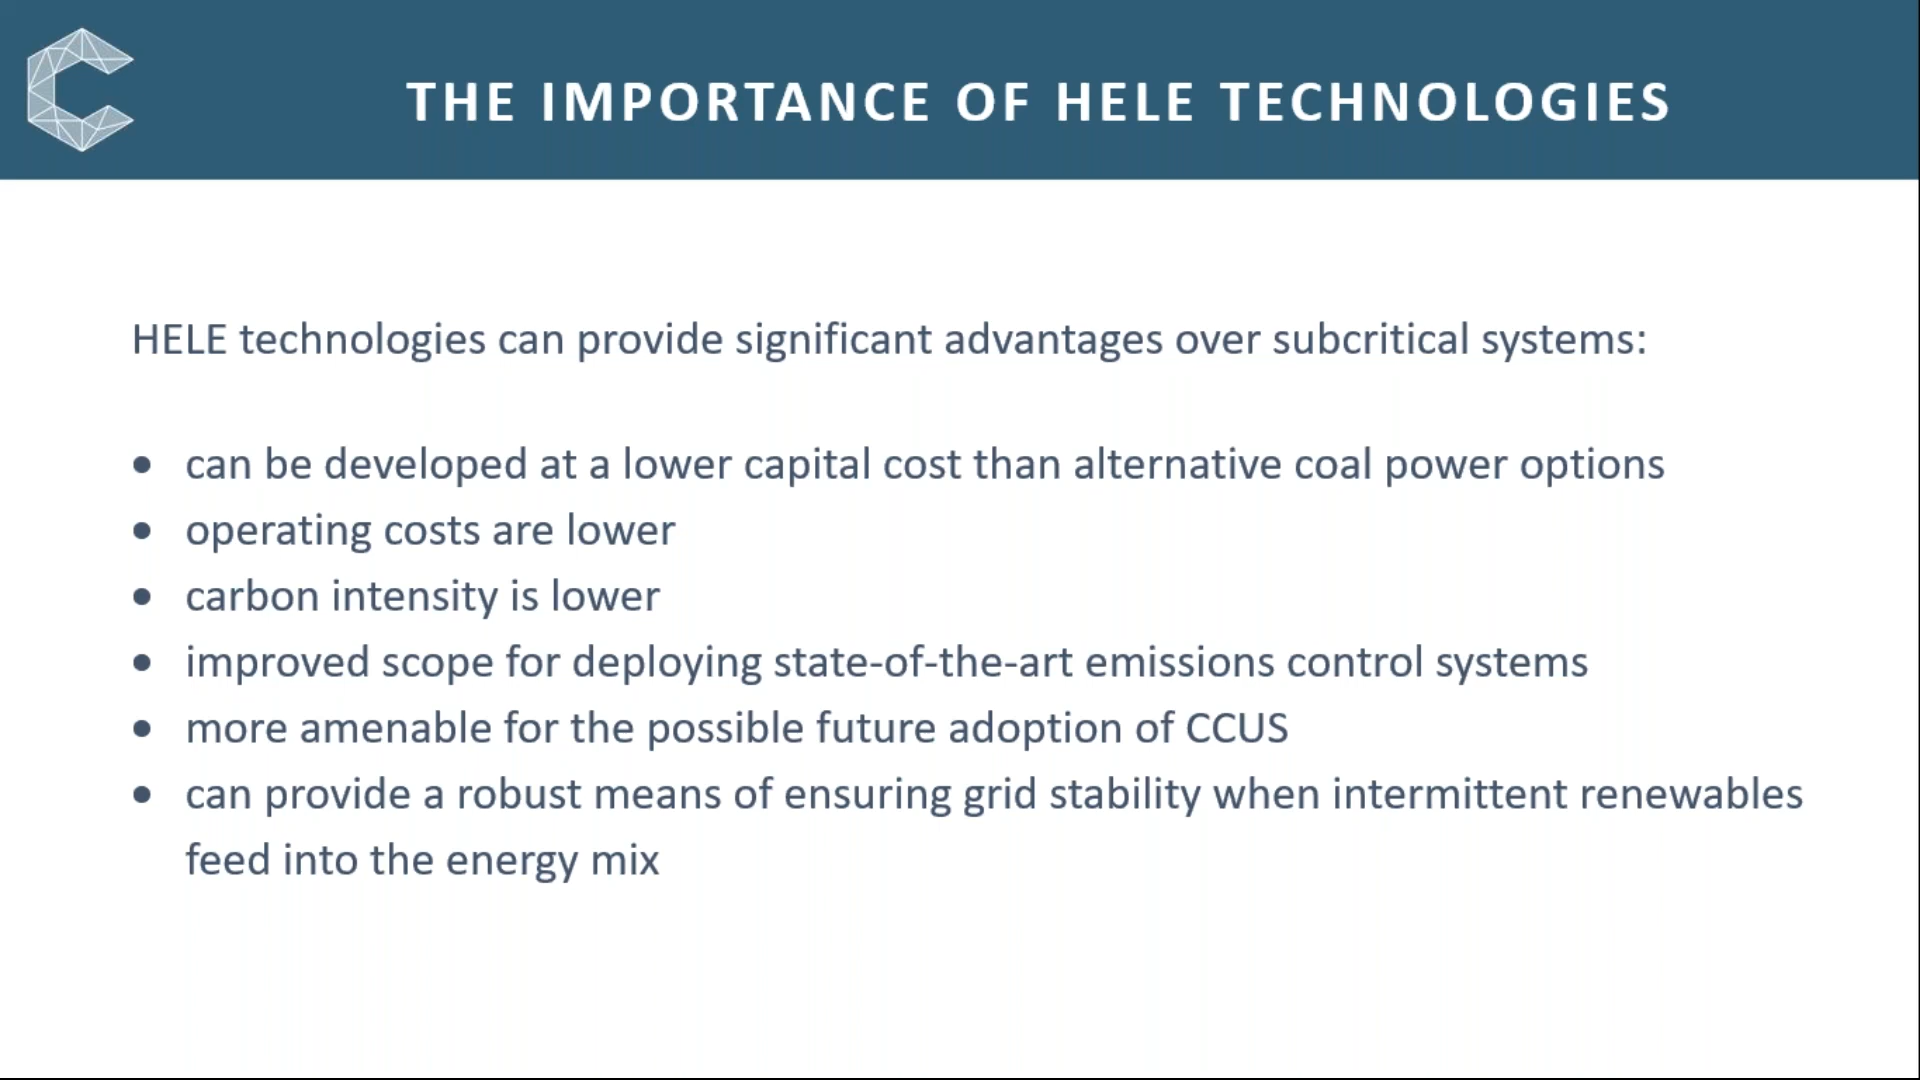 THE IMPORTANCE OF HELE TECHNOLOGIES
HELE technologies can provide significant advantages over subcritical systems:
• can be developed at a lower capital cost than alternative coal power options
• operating costs are lower
• carbon intensity is lower
• improved scope for deploying state-of-the-art emissions control systems
• more amenable for the possible future adoption of CCUS
• can provide a robust means of ensuring grid stability when intermittent renewables
feed into the energy mix